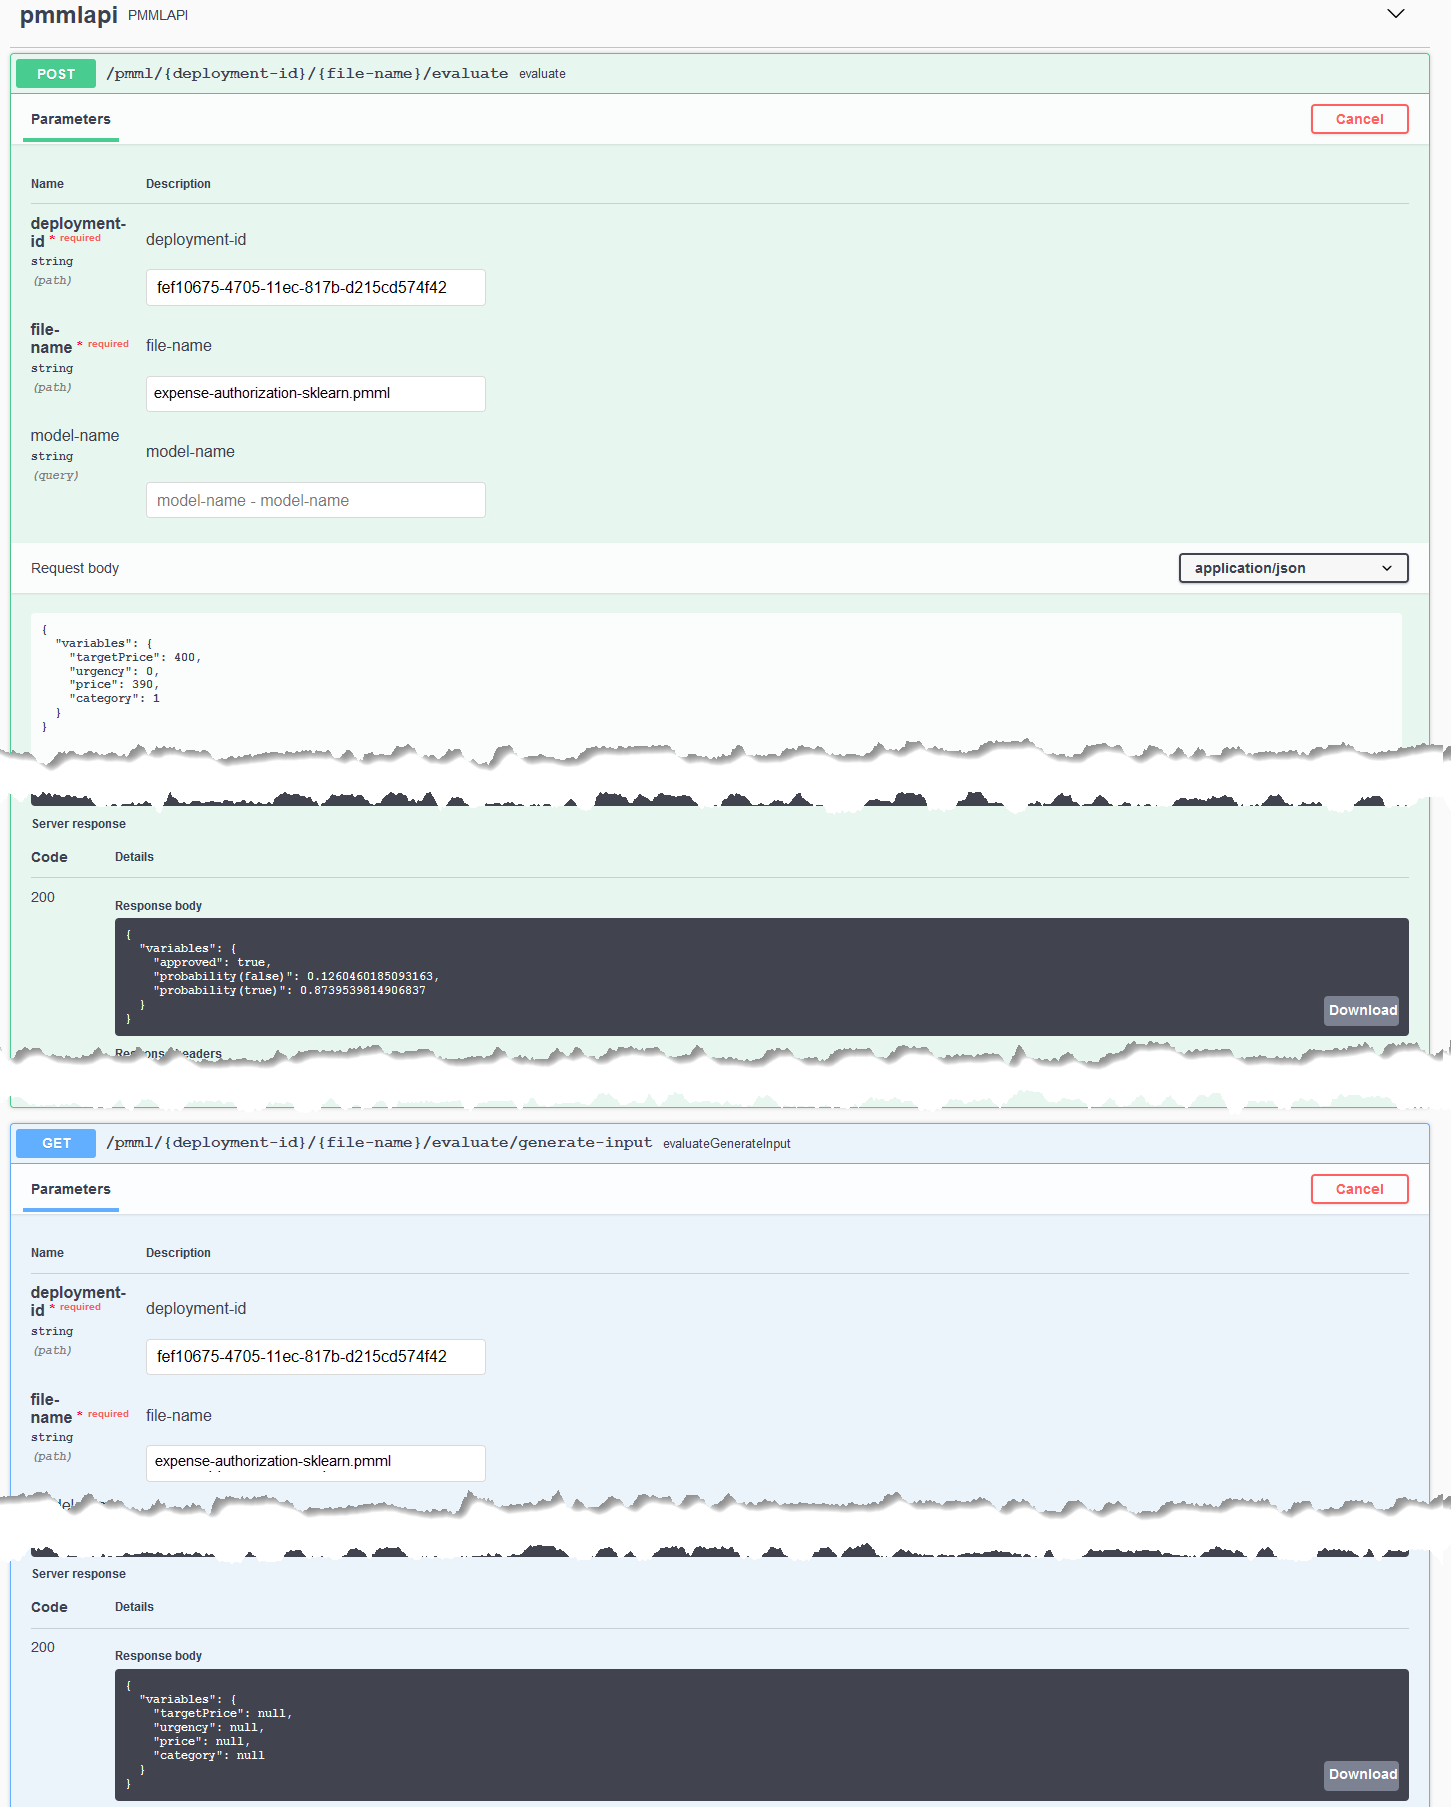 pmmlapi PMMLAPI
POST /pmml/{deployment-id}/{file-name}/evaluate evaluate
Parameters Cancel
Name Description
deployment-
id * required
deployment-id
string
(path)
fef10675-4705-11ec-817b-d215cd574f42
file-
name * required
file-name
string
(path)
expense-authorization-sklearn.pmml
model-name
model-name
string
(query)
model-name - model-name
Request body application/json
{
"variables": {
"targetPrice": 400,
"urgency": 0,
"price": 390,
"category": 1
}
}
Server response
Code Details
200
Response body
{
"variables": {
"approved": true,
"probability(false)": 0.1260460185093163,
"probability(true)": 0.8739539814906837
}
}
Download
GET /pmml/{deployment-id}/{file-name}/evaluate/generate-input evaluateGenerateInput
Parameters Cancel
Name Description
deployment-
id * required
deployment-id
string
(path)
fef10675-4705-11ec-817b-d215cd574f42
file-
name * required
file-name
string
(path)
expense-authorization-sklearn.pmml
Server response
Code Details
200
Response body
{
"variables": {
"targetPrice": null,
"urgency": null,
"price": null,
"category": null
}
}
Download